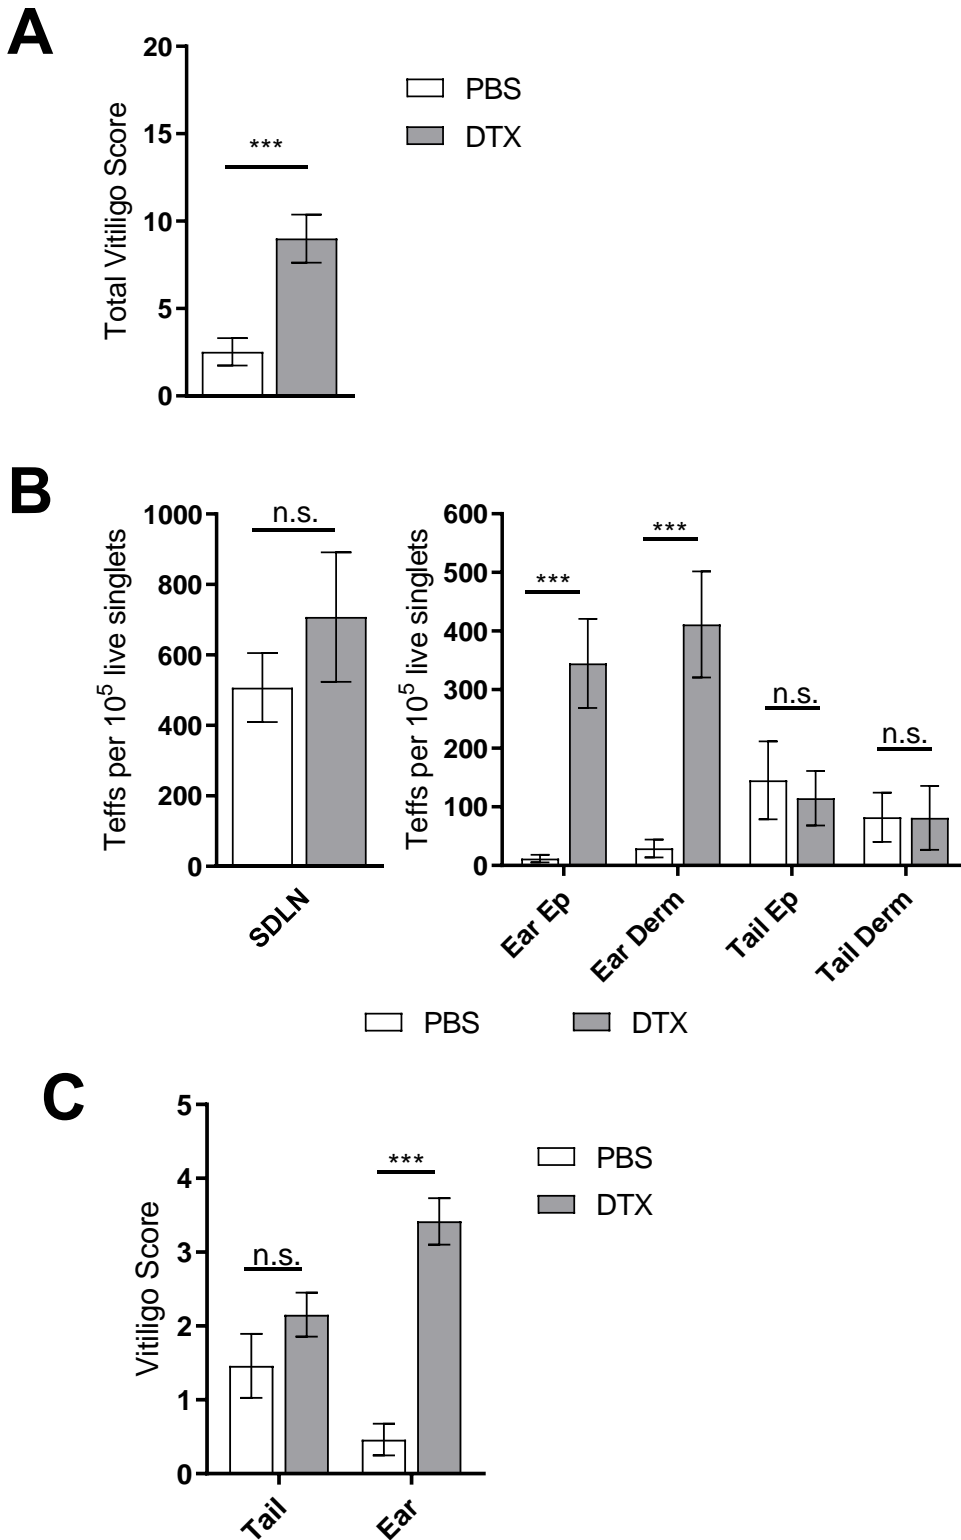 A
Total Vitiligo Score
20
15
10
5
0
***
PBS
DTX
B
Teffs per 10⁵ live singlets
1000
800
600
400
200
0
n.s.
SDLN
Teffs per 10⁵ live singlets
600
500
400
300
200
100
0
***
***
n.s.
n.s.
Ear Ep
Ear Derm
Tail Ep
Tail Derm
PBS
DTX
C
Vitiligo Score
5
4
3
2
1
0
n.s.
***
Tail
Ear
PBS
DTX